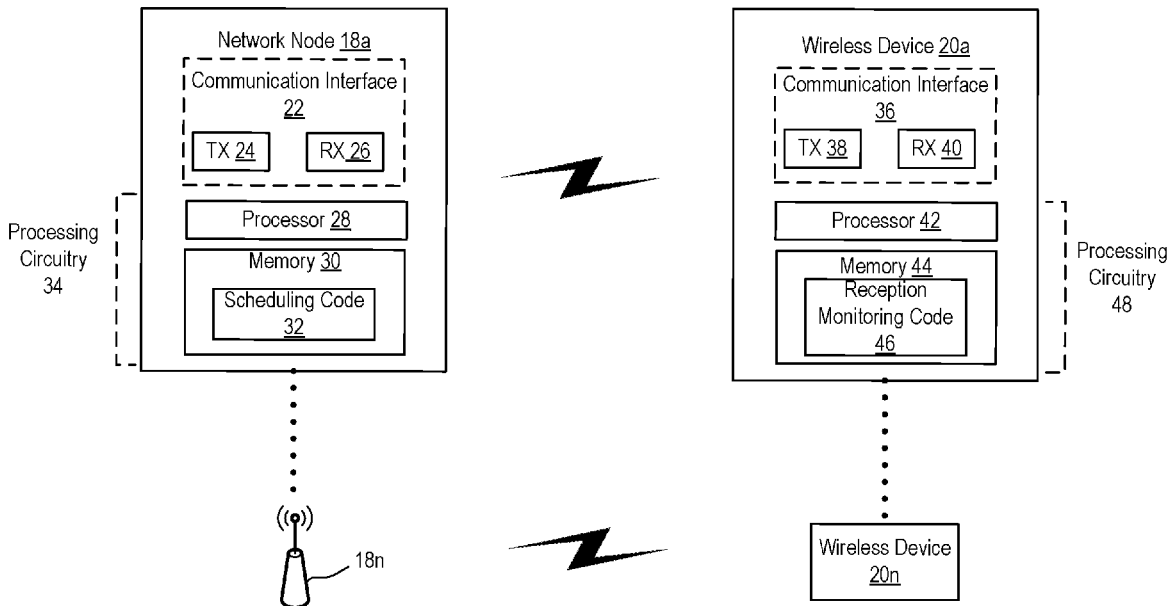 Network Node 18a
Communication Interface
22
TX 24
RX 26
Processor 28
Memory 30
Scheduling Code
32
Processing
Circuitry
34
18n
Wireless Device 20a
Communication Interface
36
TX 38
RX 40
Processor 42
Memory 44
Reception
Monitoring Code
46
Processing
Circuitry
48
Wireless Device
20n